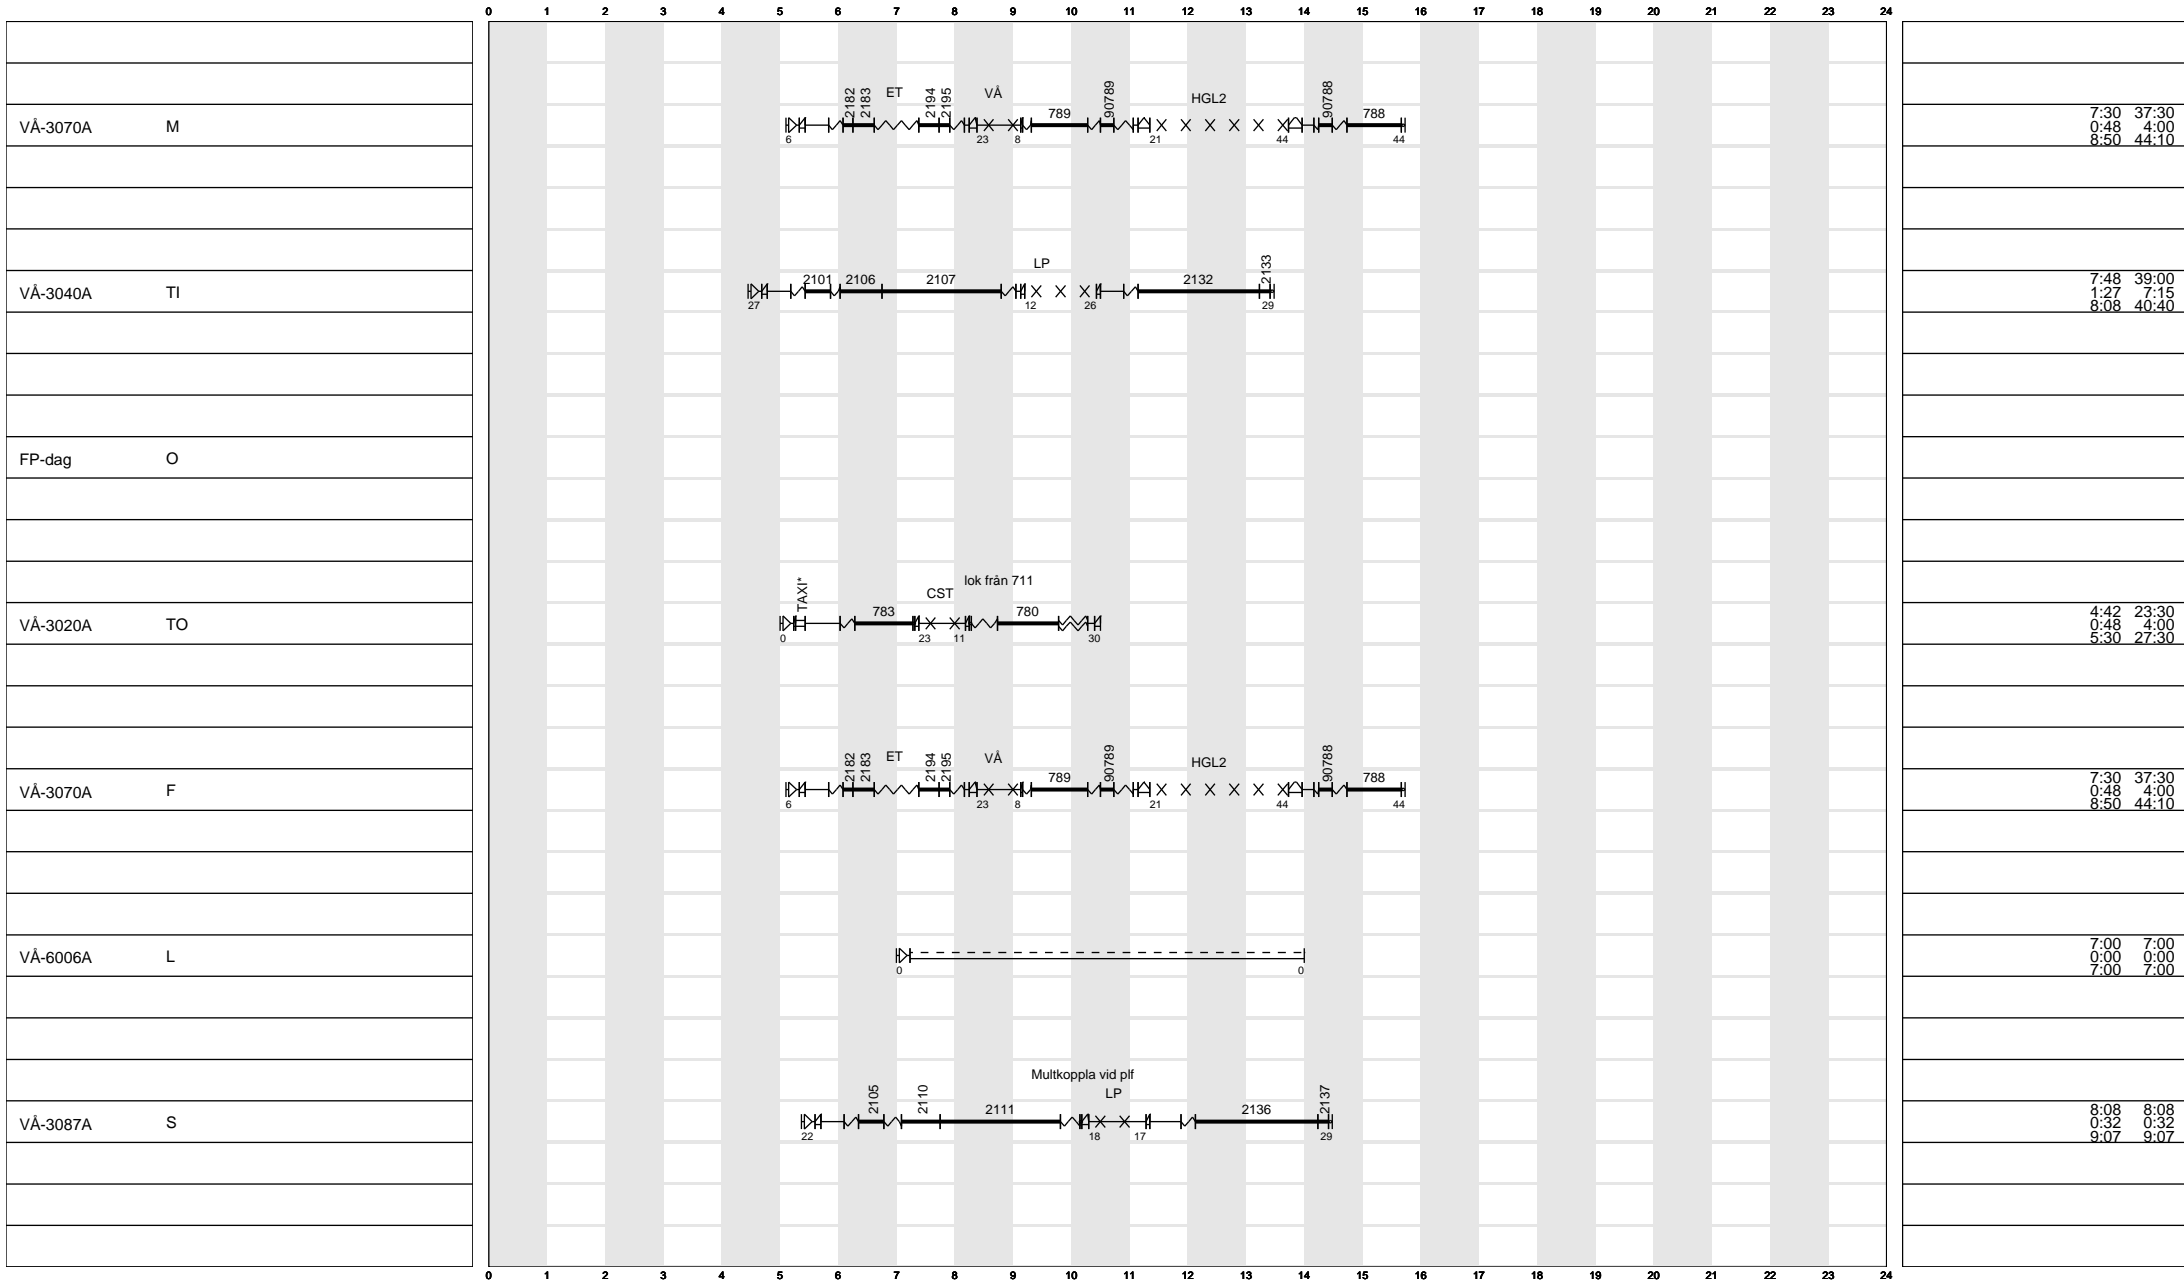 0 1 2 3 4 5 6 7 8 9 10 11 12 13 14 15 16 17 18 19 20 21 22 23 24
2182 2183 ET 2194 2195 VÅ 789 90789 HGL2 90788 788
VÅ-3070A M 7:30 37:30
0:48 4:00
6 23 8 21 44 44 8:50 44:10
LP
2101 2106 2107 2132 2133
VÅ-3040A TI 7:48 39:00
1:27 7:15
27 12 26 29 8:08 40:40
FP-dag O
lok från 711
TAXI* 783 CST 780
VÅ-3020A TO 4:42 23:30
0:48 4:00
0 23 11 30 5:30 27:30
2182 2183 ET 2194 2195 VÅ 789 90789 HGL2 90788 788
VÅ-3070A F 7:30 37:30
0:48 4:00
6 23 8 21 44 44 8:50 44:10
VÅ-6006A L 7:00 7:00
0:00 0:00
0 0 7:00 7:00
Multkoppla vid plf
LP
2105 2110 2111 2136 2137
VÅ-3087A S 8:08 8:08
0:32 0:32
22 18 17 29 9:07 9:07
0 1 2 3 4 5 6 7 8 9 10 11 12 13 14 15 16 17 18 19 20 21 22 23 24